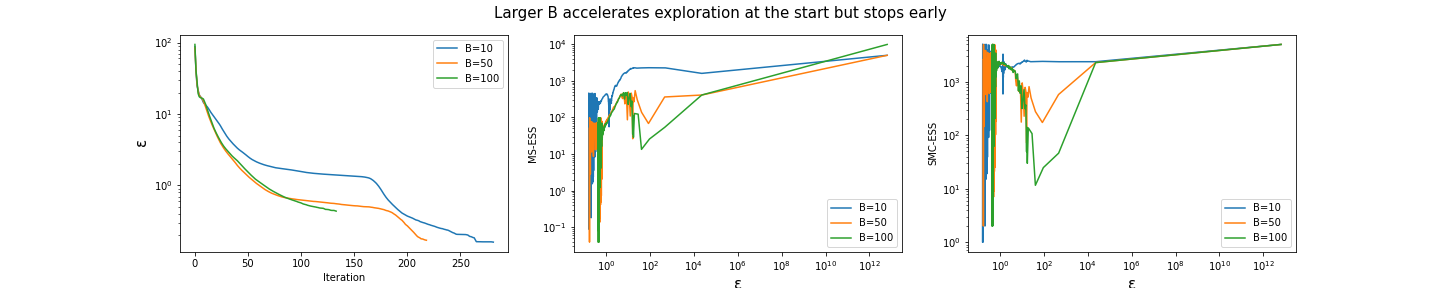 Larger B accelerates exploration at the start but stops early
10²
10¹
10⁰
ε
0
50
100
150
200
250
Iteration
B=10
B=50
B=100
10⁴
10³
10²
10¹
10⁰
10⁻¹
MS-ESS
10⁰
10²
10⁴
10⁶
10⁸
10¹⁰
10¹²
ε
B=10
B=50
B=100
10³
10²
10¹
10⁰
SMC-ESS
10⁰
10²
10⁴
10⁶
10⁸
10¹⁰
10¹²
ε
B=10
B=50
B=100